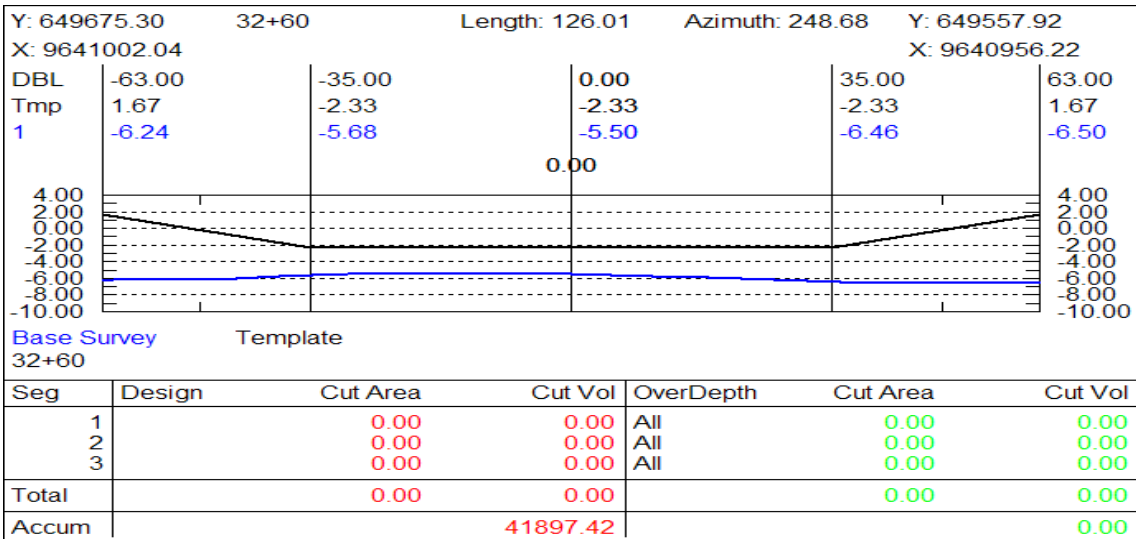 Y: 649675.30 32+60 Length: 126.01 Azimuth: 248.68 Y: 649557.92
X: 9641002.04 X: 9640956.22
DBL -63.00 -35.00 0.00 35.00 63.00
Tmp 1.67 -2.33 -2.33 -2.33 1.67
1 -6.24 -5.68 -5.50 -6.46 -6.50
0.00
4.00 4.00
2.00 2.00
0.00 0.00
-2.00 -2.00
-4.00 -4.00
-6.00 -6.00
-8.00 -8.00
-10.00 -10.00
Base Survey Template
32+60
Seg Design Cut Area Cut Vol OverDepth Cut Area Cut Vol
1 0.00 0.00 All 0.00 0.00
2 0.00 0.00 All 0.00 0.00
3 0.00 0.00 All 0.00 0.00
Total 0.00 0.00 0.00 0.00
Accum 41897.42 0.00